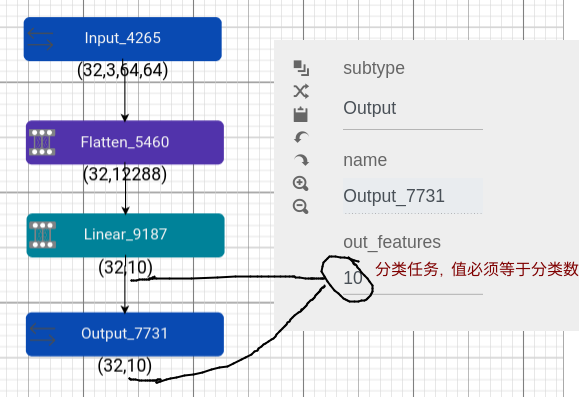 Input_4265
(32,3,64,64)
Flatten_5460
(32,12288)
Linear_9187
(32,10)
Output_7731
(32,10)
subtype
Output
name
Output_7731
out_features
10
分类任务, 值必须等于分类数